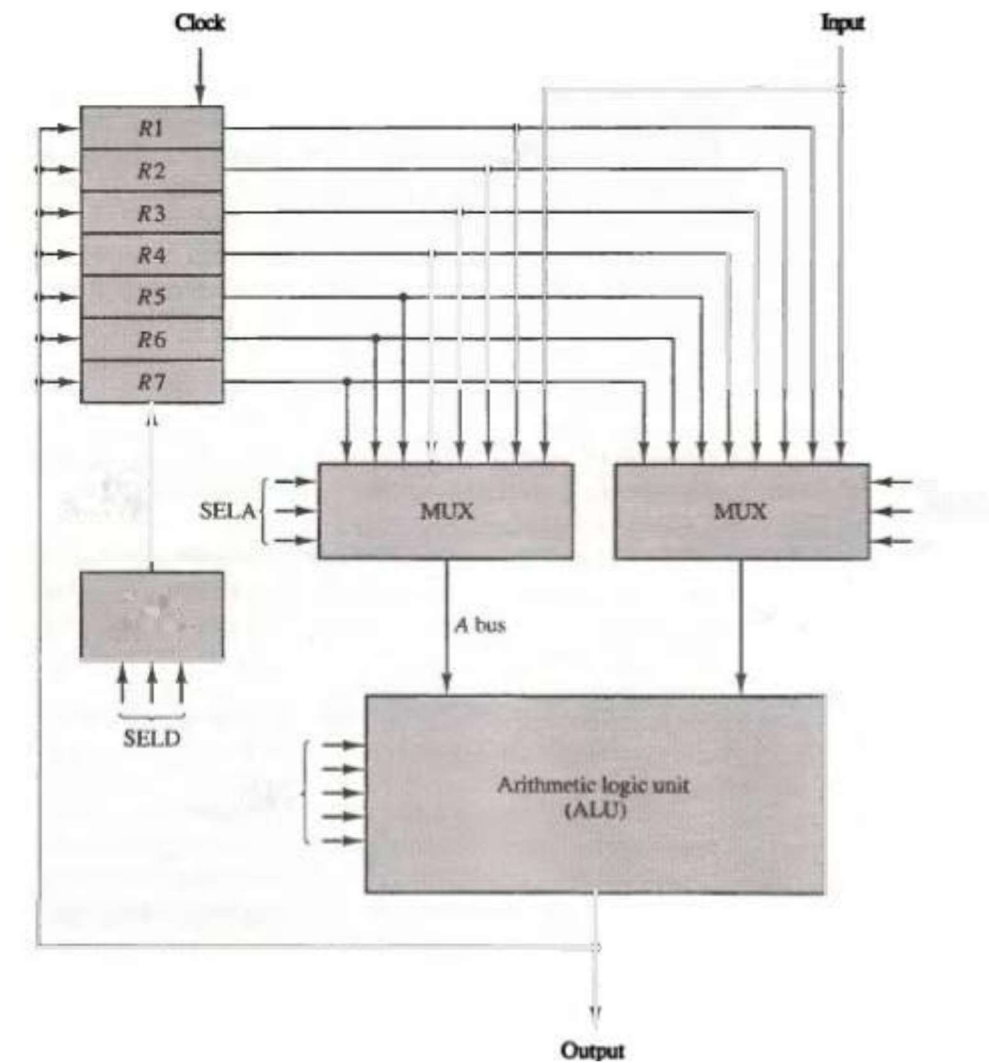 Clock
Input
R1
R2
R3
R4
R5
R6
R7
SELA
MUX
MUX
A bus
SELD
Arithmetic logic unit
(ALU)
Output